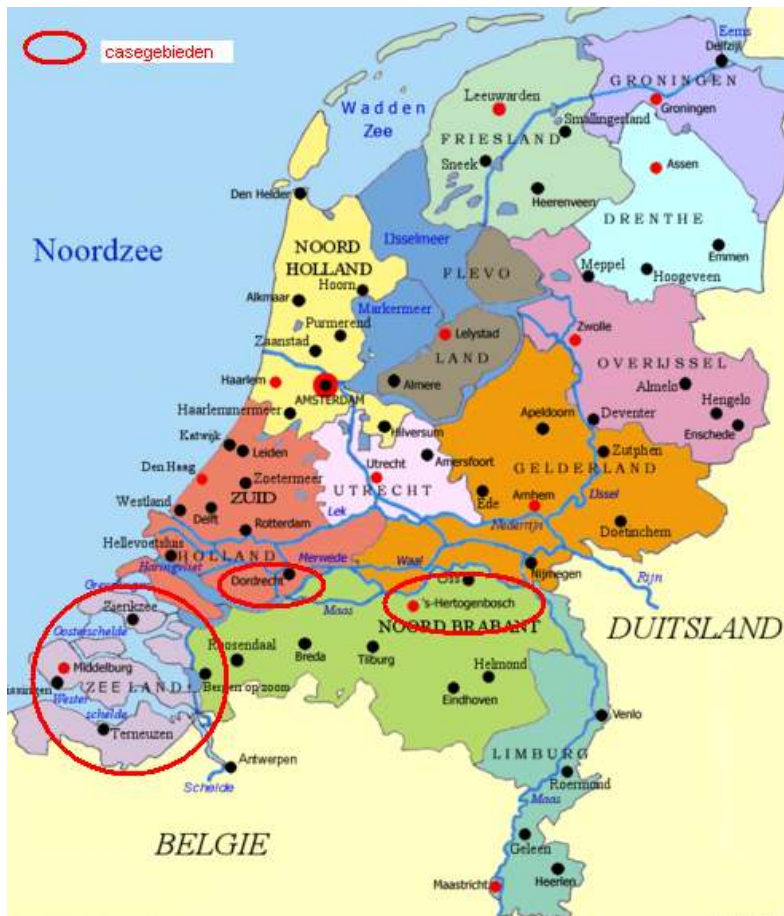 casegebieden
Eems
Delfzijl
GRONINGEN
Leeuwarden
Groningen
Wadden
Zee
Smallingerland
FRIESLAND
Sneek
Assen
Den Helder
Heerenveen
DRENTHE
Noordzee
IJsselmeer
NOORD
HOLLAND
Emmen
Meppel
Hoogeveen
FLEVO
Hoorn
Alkmaar
Markermeer
Purmerend
Lelystad
Zwolle
Zaanstad
LAND
OVERIJSSEL
Haarlem
Almere
Almelo
AMSTERDAM
Hengelo
Haarlemmermeer
Apeldoorn
Deventer
Enschede
Katwijk
Hilversum
Leiden
Amersfoort
Zutphen
Den Haag
Utrecht
GELDERLAND
Zoetermeer
UTRECHT
Ede
Arnhem
IJssel
ZUID
Westland
Delft
Lek
Rotterdam
Nederrijn
Doetinchem
Hellevoetsluis
HOLLAND
Merwede
Waal
Haringvliet
Nijmegen
Rijn
Dordrecht
Oss
Maas
's-Hertogenbosch
Zierikzee
NOORD BRABANT
DUITSLAND
Oosterschelde
Roosendaal
Breda
Tilburg
Middelburg
Helmond
ZEELAND
Bergen op zoom
Eindhoven
Wester
schelde
Venlo
Terneuzen
LIMBURG
Antwerpen
Roermond
Schelde
Maas
BELGIE
Geleen
Maastricht
Heerlen